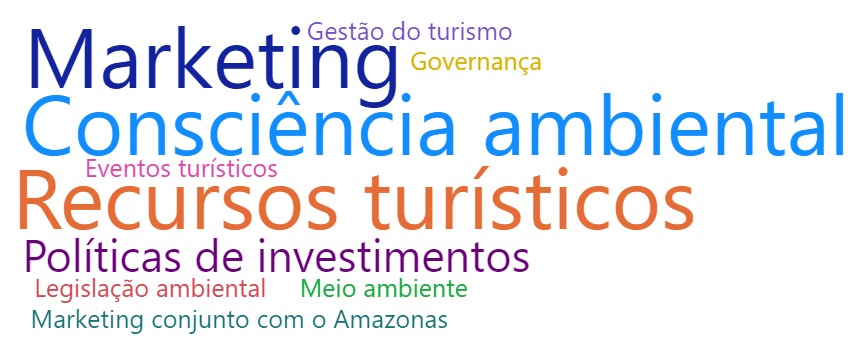 Gestão do turismo
Marketing
Governança
Consciência ambiental
Eventos turísticos
Recursos turísticos
Políticas de investimentos
Legislação ambiental
Meio ambiente
Marketing conjunto com o Amazonas